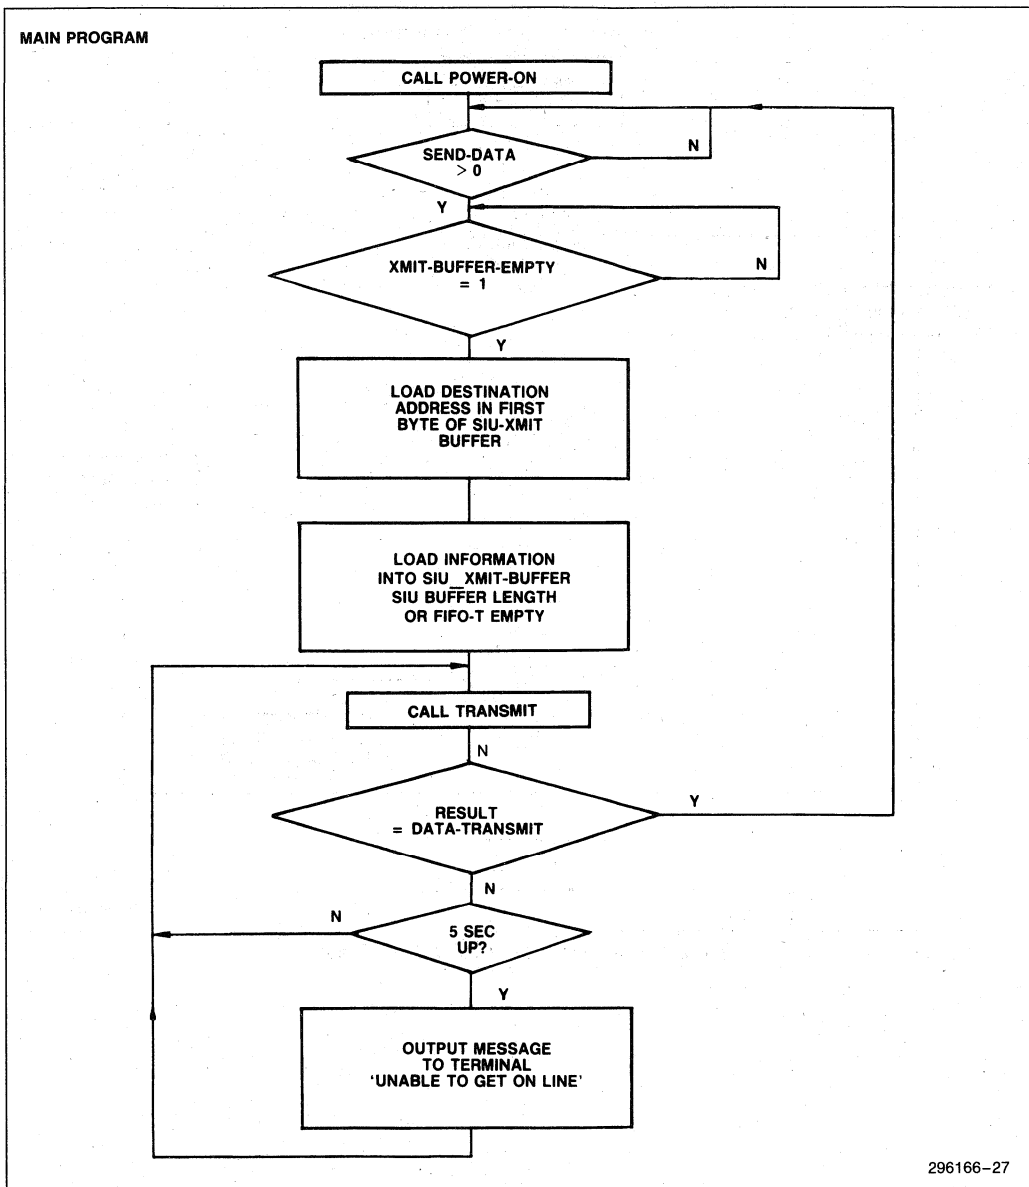 MAIN PROGRAM
CALL POWER-ON
SEND-DATA
> 0
N
Y
XMIT-BUFFER-EMPTY
= 1
N
Y
LOAD DESTINATION
ADDRESS IN FIRST
BYTE OF SIU-XMIT
BUFFER
LOAD INFORMATION
INTO SIU_XMIT-BUFFER
SIU BUFFER LENGTH
OR FIFO-T EMPTY
CALL TRANSMIT
N
RESULT
= DATA-TRANSMIT
Y
N
5 SEC
UP?
N
Y
OUTPUT MESSAGE
TO TERMINAL
'UNABLE TO GET ON LINE'
296166-27